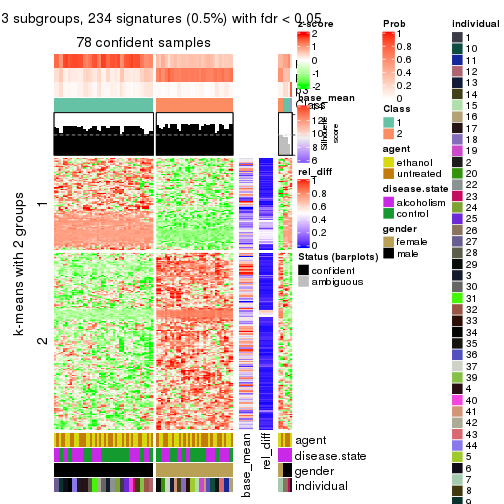 3 subgroups, 234 signatures (0.5%) with fdr < 0.05
78 confident samples
k-means with 2 groups
1
2
Silhouette
score
base_mean
rel_diff
agent
disease.state
gender
individual
z-score
2
1
0
-1
-2
base_mean
14
12
10
8
6
rel_diff
1
0.8
0.6
0.4
0.2
0
Status (barplots)
confident
ambiguous
Prob
1
0.8
0.6
0.4
0.2
0
Class
1
2
agent
ethanol
untreated
disease.state
alcoholism
control
gender
female
male
individual
1
10
11
12
13
14
15
16
17
18
19
2
20
22
23
24
25
26
27
28
29
3
30
31
32
33
34
35
36
37
39
4
40
41
42
43
44
5
6
7
8
9